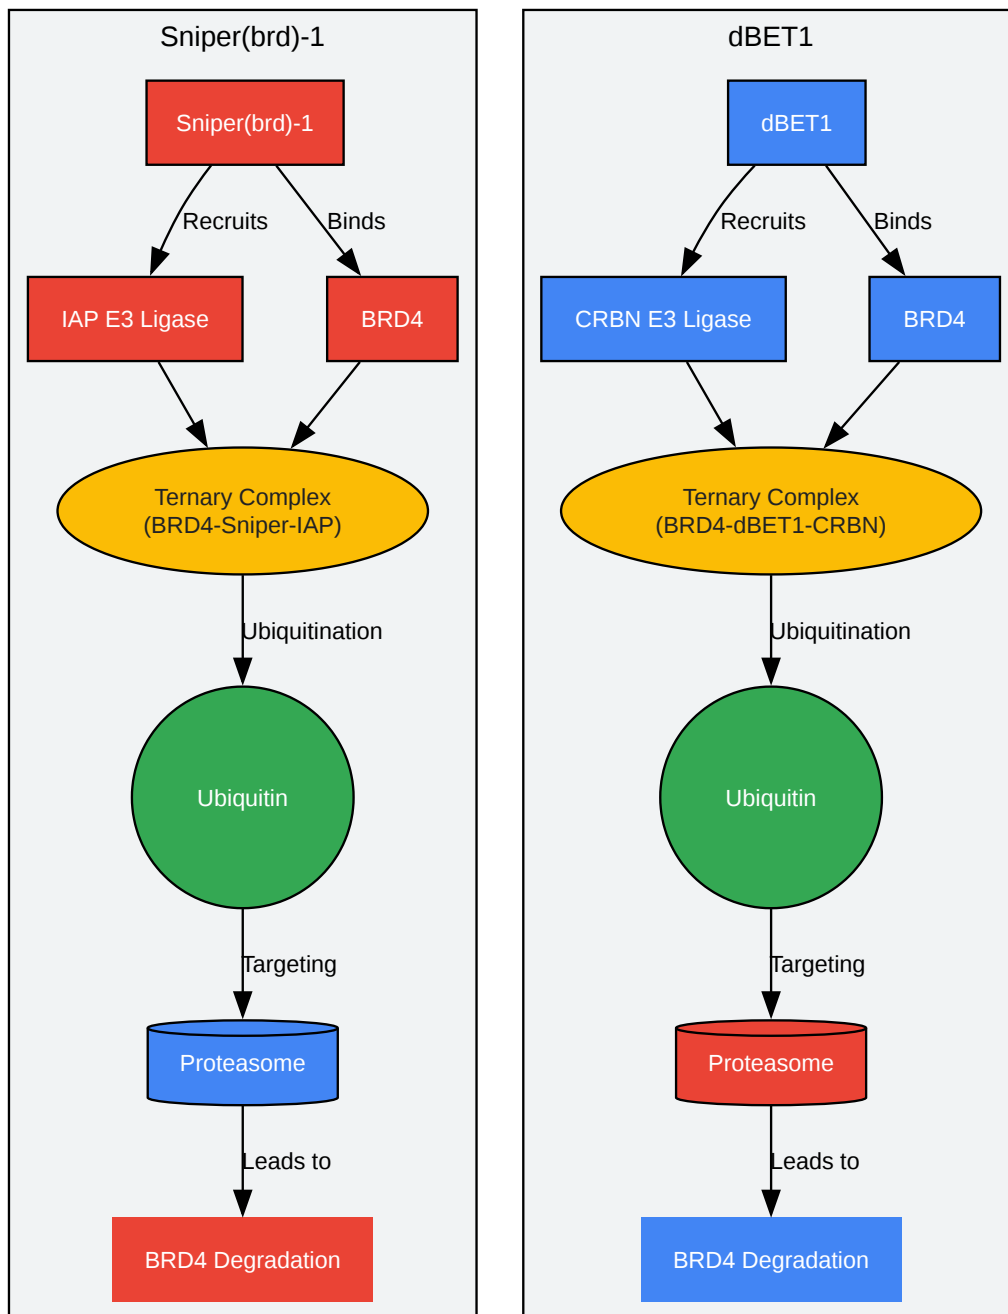 Sniper(brd)-1
Sniper(brd)-1
Recruits
Binds
IAP E3 Ligase
BRD4
Ternary Complex
(BRD4-Sniper-IAP)
Ubiquitination
Ubiquitin
Targeting
Proteasome
Leads to
BRD4 Degradation
dBET1
dBET1
Recruits
Binds
CRBN E3 Ligase
BRD4
Ternary Complex
(BRD4-dBET1-CRBN)
Ubiquitination
Ubiquitin
Targeting
Proteasome
Leads to
BRD4 Degradation